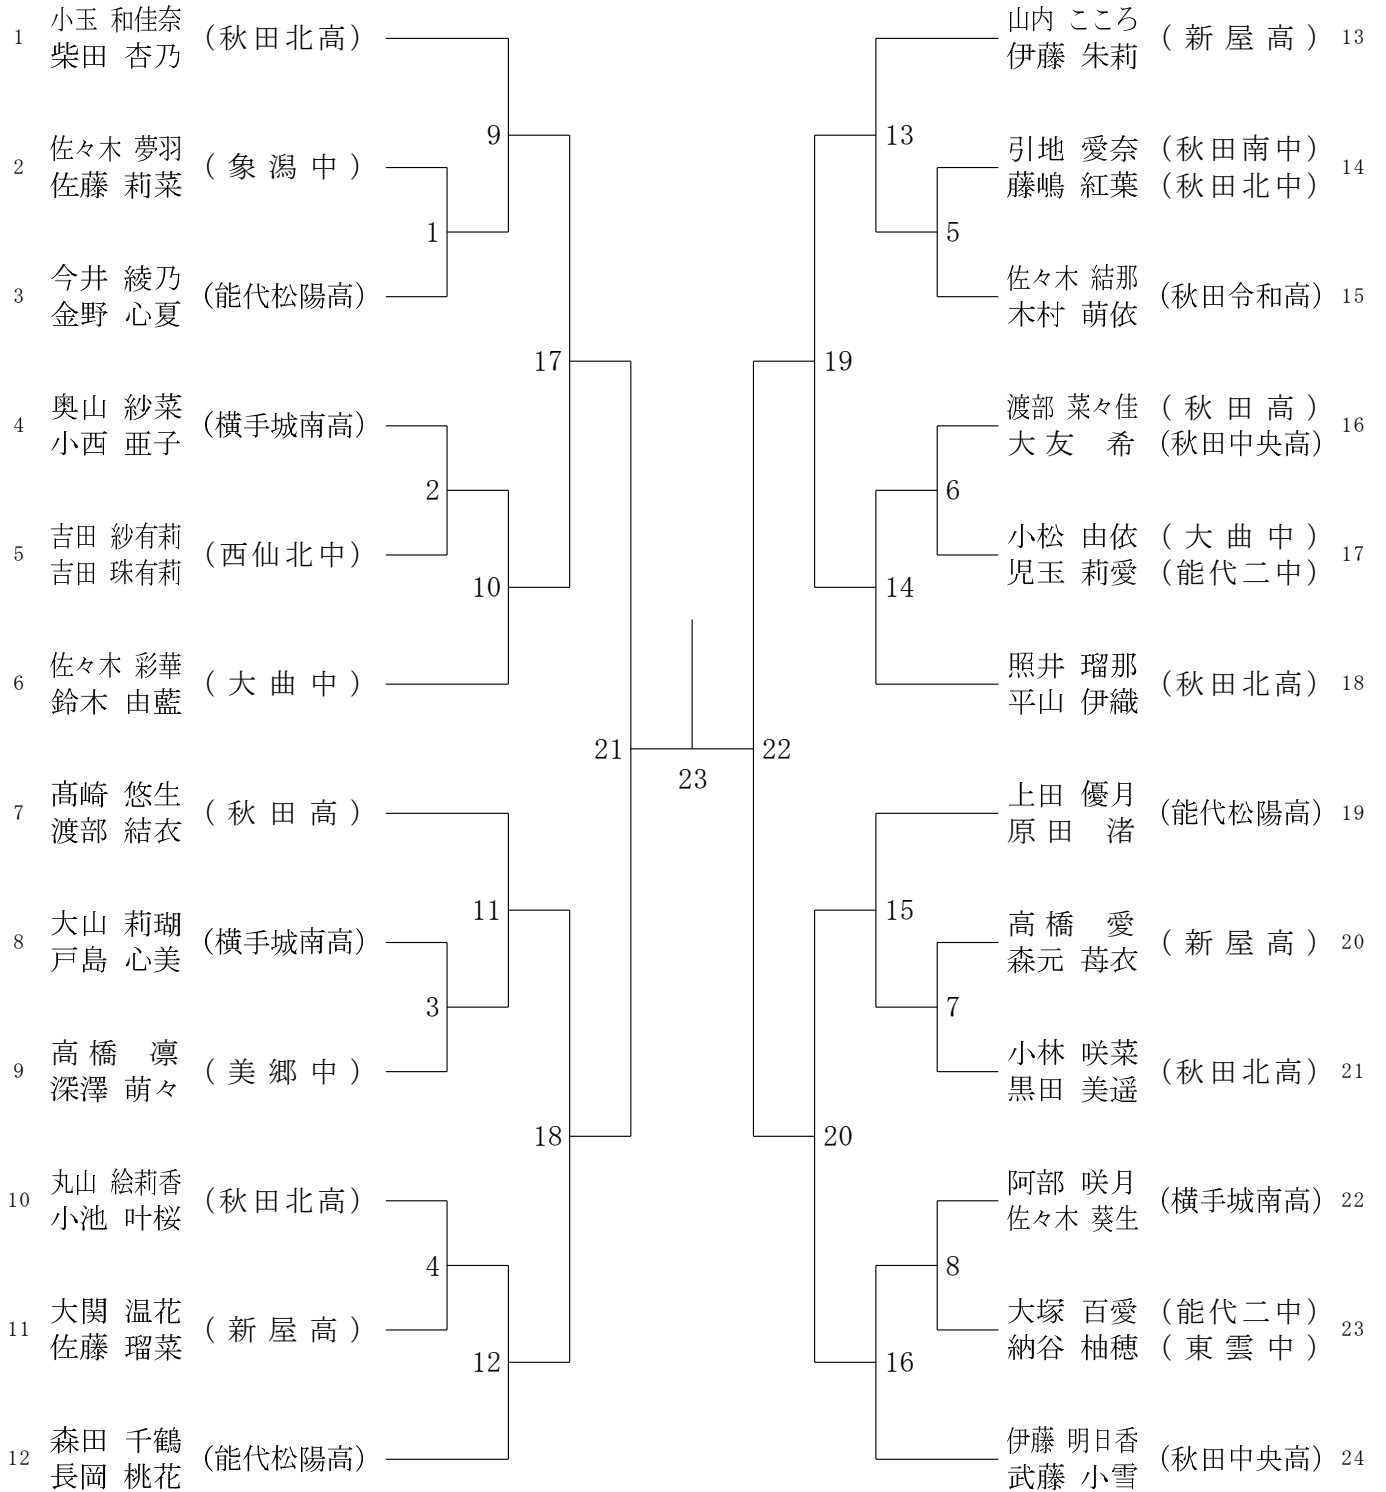 小玉 和佳奈
1 (秋田北高)
柴田 杏乃
佐々木 夢羽
2 (象潟中)
佐藤 莉菜
今井 綾乃
3 (能代松陽高)
金野 心夏
奥山 紗菜
4 (横手城南高)
小西 亜子
吉田 紗有莉
5 (西仙北中)
吉田 珠有莉
佐々木 彩華
6 (大曲中)
鈴木 由藍
髙崎 悠生
7 (秋田高)
渡部 結衣
大山 莉瑚
8 (横手城南高)
戸島 心美
高橋 凛
9 (美郷中)
深澤 萌々
丸山 絵莉香
10 (秋田北高)
小池 叶桜
大関 温花
11 (新屋高)
佐藤 瑠菜
森田 千鶴
12 (能代松陽高)
長岡 桃花
9
1
17
2
10
21
11
3
18
4
12
23
13
5
19
6
14
22
15
7
20
8
16
山内 こころ
(新屋高) 13
伊藤 朱莉
引地 愛奈 (秋田南中)
14
藤嶋 紅葉 (秋田北中)
佐々木 結那
(秋田令和高) 15
木村 萌依
渡部 菜々佳 (秋田高)
16
大友 希 (秋田中央高)
小松 由依 (大曲中)
17
児玉 莉愛 (能代二中)
照井 瑠那
(秋田北高) 18
平山 伊織
上田 優月
(能代松陽高) 19
原田 渚
高橋 愛
(新屋高) 20
森元 苺衣
小林 咲菜
(秋田北高) 21
黒田 美遥
阿部 咲月
(横手城南高) 22
佐々木 葵生
大塚 百愛 (能代二中)
23
納谷 柚穂 (東雲中)
伊藤 明日香
(秋田中央高) 24
武藤 小雪